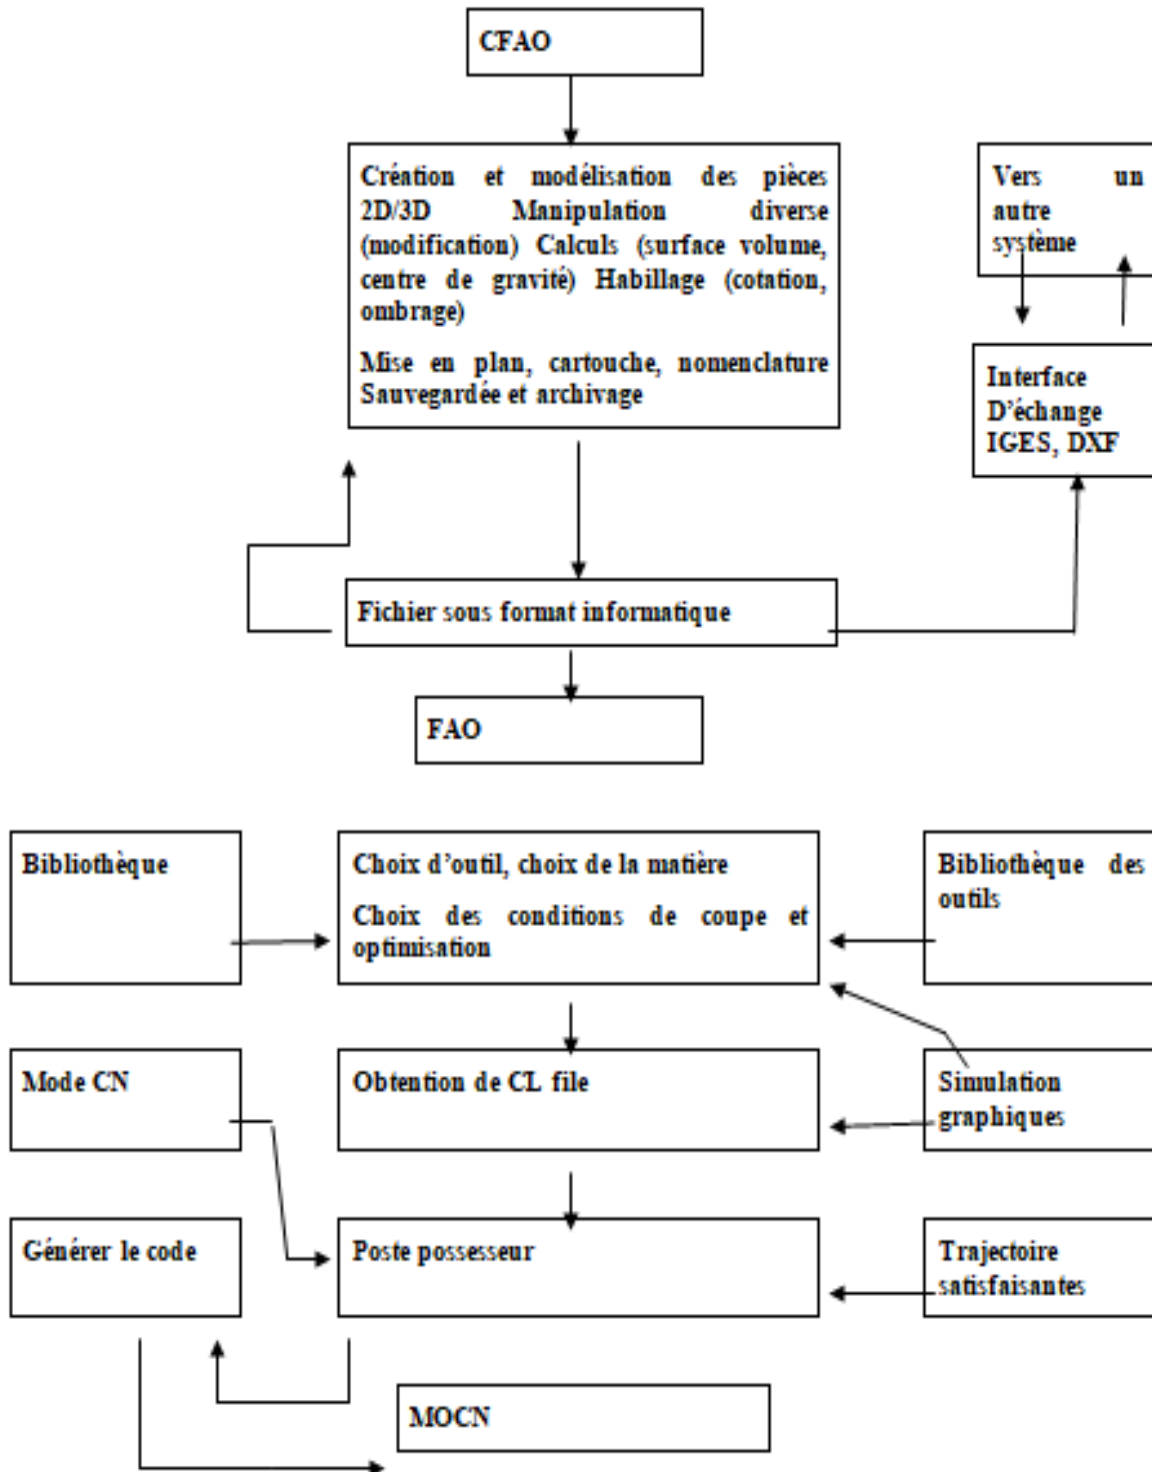 CFAO
Création et modélisation des pièces
2D/3D Manipulation diverse
(modification) Calculs (surface volume,
centre de gravité) Habillage (cotation,
ombrage)
Mise en plan, cartouche, nomenclature
Sauvegardée et archivage
Vers un
autre
système
Interface
D’échange
IGES, DXF
Fichier sous format informatique
FAO
Bibliothèque
Choix d’outil, choix de la matière
Choix des conditions de coupe et
optimisation
Bibliothèque des
outils
Mode CN
Obtention de CL file
Simulation
graphiques
Générer le code
Poste possesseur
Trajectoire
satisfaisantes
MOCN